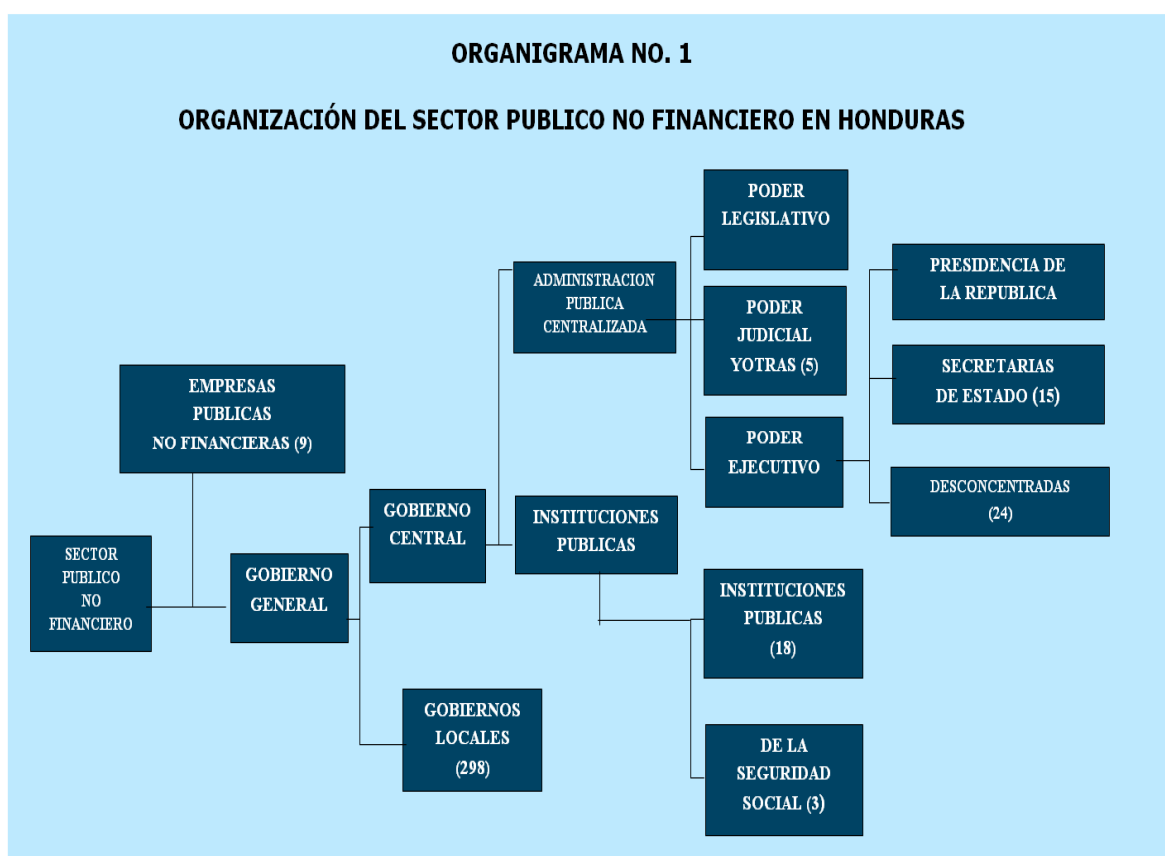 ORGANIGRAMA NO. 1
ORGANIZACIÓN DEL SECTOR PUBLICO NO FINANCIERO EN HONDURAS
SECTOR
PUBLICO
NO
FINANCIERO
EMPRESAS
PUBLICAS
NO FINANCIERAS (9)
GOBIERNO
GENERAL
GOBIERNO
CENTRAL
GOBIERNOS
LOCALES
(298)
ADMINISTRACION
PUBLICA
CENTRALIZADA
INSTITUCIONES
PUBLICAS
PODER
LEGISLATIVO
PODER
JUDICIAL
YOTRAS (5)
PODER
EJECUTIVO
INSTITUCIONES
PUBLICAS
(18)
DE LA
SEGURIDAD
SOCIAL (3)
PRESIDENCIA DE
LA REPUBLICA
SECRETARIAS
DE ESTADO (15)
DESCONCENTRADAS
(24)